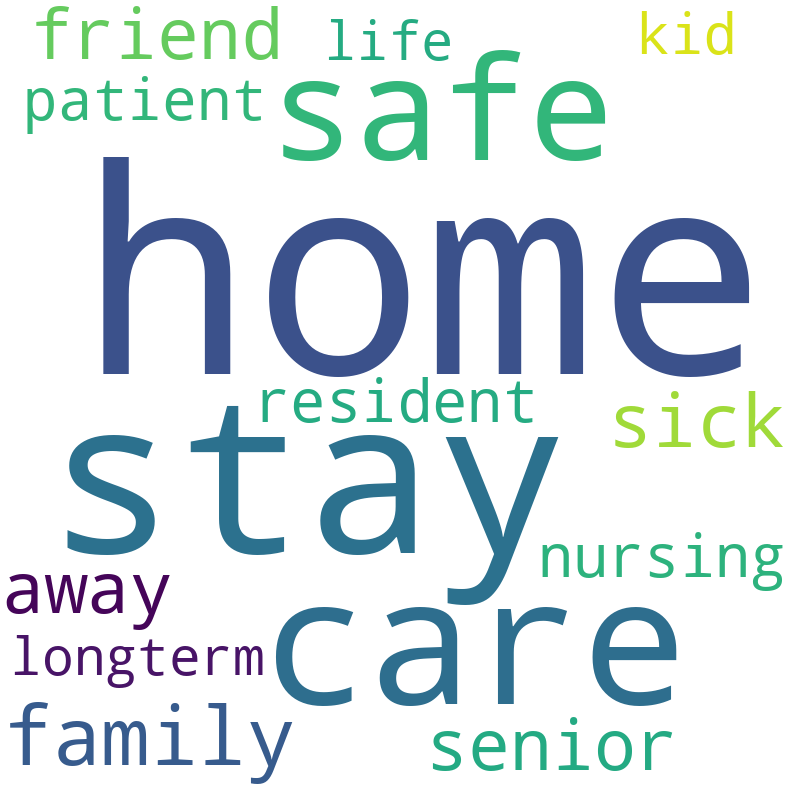 friend life kid
patient safe
home
resident sick
stay
nursing
away care
longterm
family senior